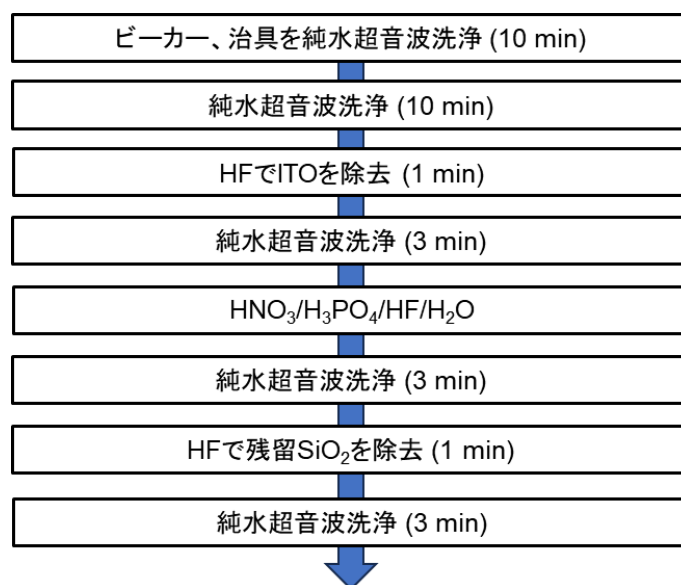 ビーカー、治具を純水超音波洗浄 (10 min)
純水超音波洗浄 (10 min)
HFでITOを除去 (1 min)
純水超音波洗浄 (3 min)
HNO₃/H₃PO₄/HF/H₂O
純水超音波洗浄 (3 min)
HFで残留SiO₂を除去 (1 min)
純水超音波洗浄 (3 min)